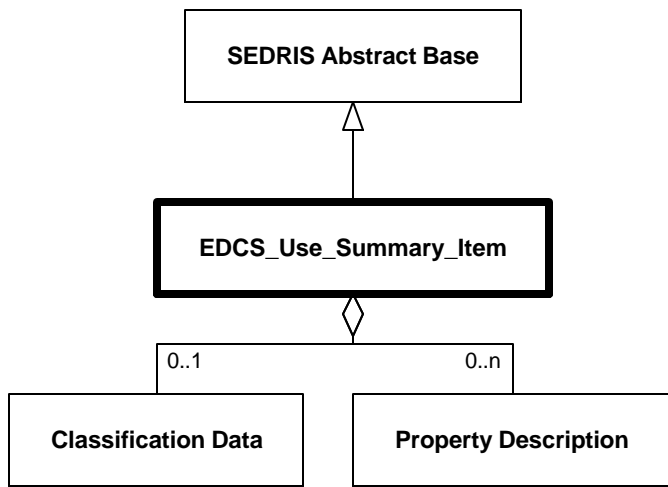 SEDRIS Abstract Base
EDCS_Use_Summary_Item
0..1
0..n
Classification Data
Property Description